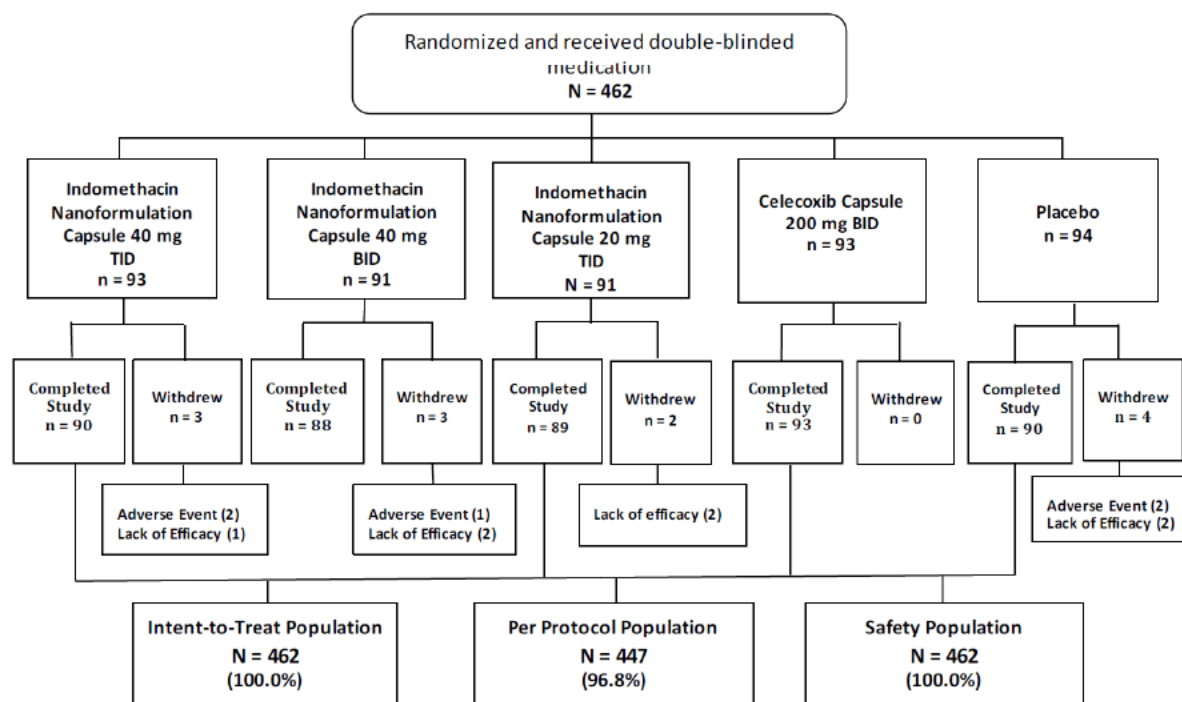 Randomized and received double-blinded
medication
N = 462
Indomethacin
Nanoformulation
Capsule 40 mg
TID
n = 93
Indomethacin
Nanoformulation
Capsule 40 mg
BID
n = 91
Indomethacin
Nanoformulation
Capsule 20 mg
TID
N = 91
Celecoxib Capsule
200 mg BID
n = 93
Placebo
n = 94
Completed
Study
n = 90
Withdrew
n = 3
Completed
Study
n = 88
Withdrew
n = 3
Completed
Study
n = 89
Withdrew
n = 2
Completed
Study
n = 93
Withdrew
n = 0
Completed
Study
n = 90
Withdrew
n = 4
Adverse Event (2)
Lack of Efficacy (1)
Adverse Event (1)
Lack of Efficacy (2)
Lack of efficacy (2)
Adverse Event (2)
Lack of Efficacy (2)
Intent-to-Treat Population
N = 462
(100.0%)
Per Protocol Population
N = 447
(96.8%)
Safety Population
N = 462
(100.0%)